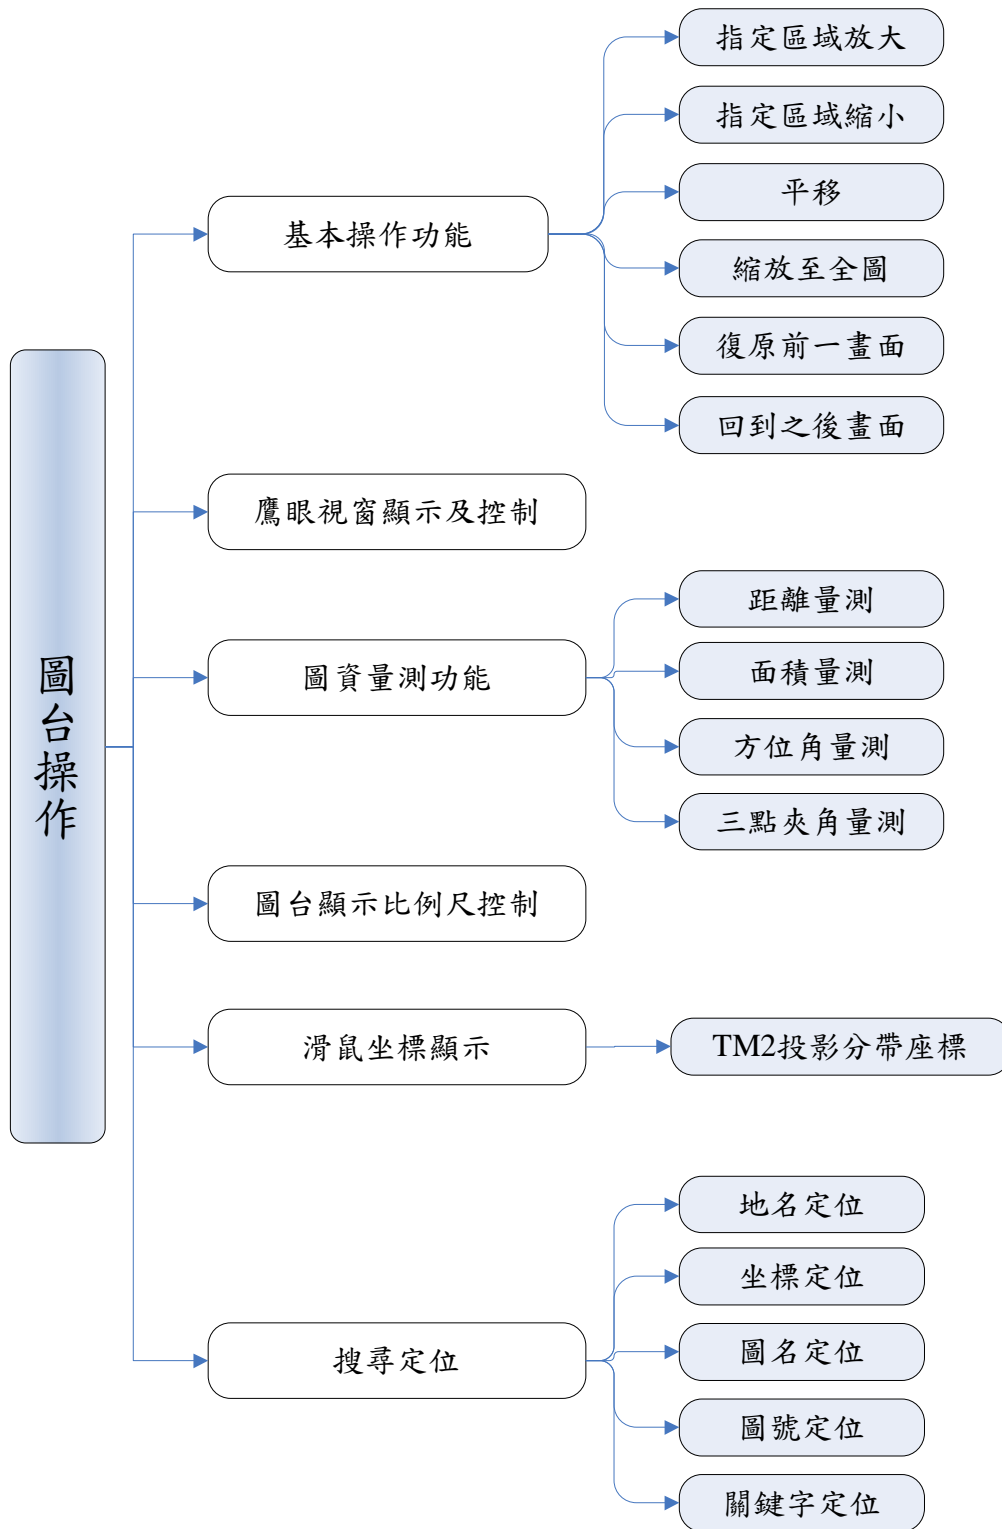 圖台操作
基本操作功能
指定區域放大
指定區域縮小
平移
縮放至全圖
復原前一畫面
回到之後畫面
鷹眼視窗顯示及控制
圖資量測功能
距離量測
面積量測
方位角量測
三點夾角量測
圖台顯示比例尺控制
滑鼠坐標顯示
TM2投影分帶座標
搜尋定位
地名定位
坐標定位
圖名定位
圖號定位
關鍵字定位